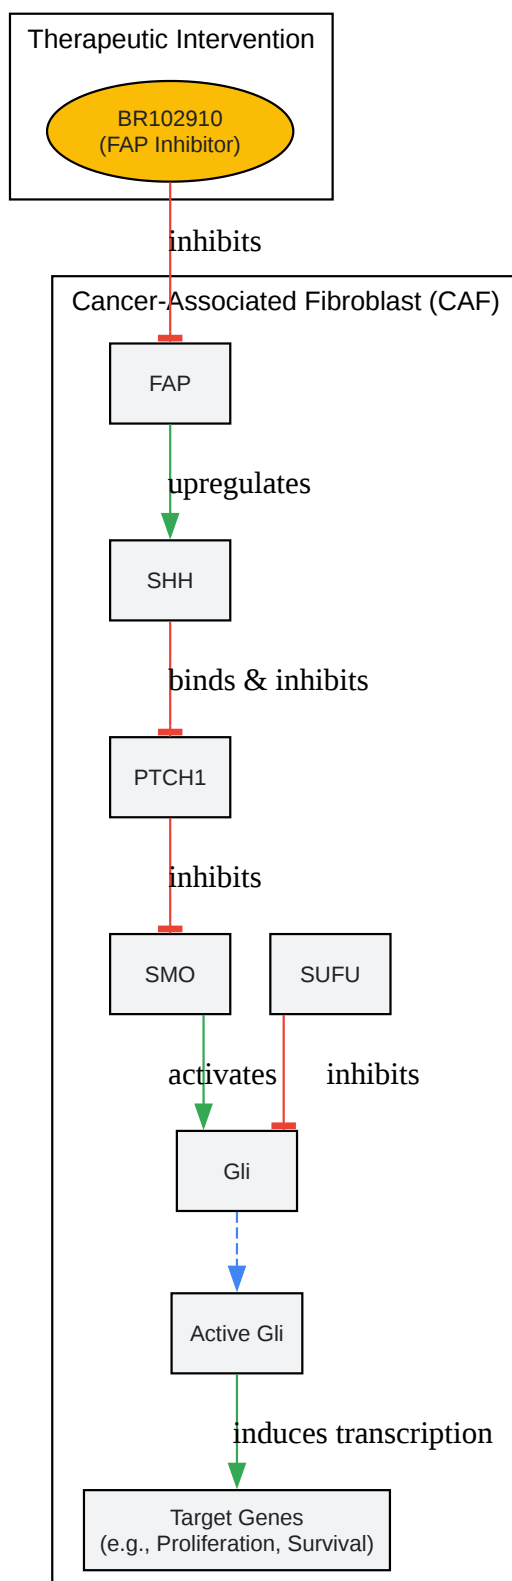 Therapeutic Intervention
BR102910
(FAP Inhibitor)
inhibits
Cancer-Associated Fibroblast (CAF)
FAP
upregulates
SHH
binds & inhibits
PTCH1
inhibits
SMO
SUFU
activates
inhibits
Gli
Active Gli
induces transcription
Target Genes
(e.g., Proliferation, Survival)